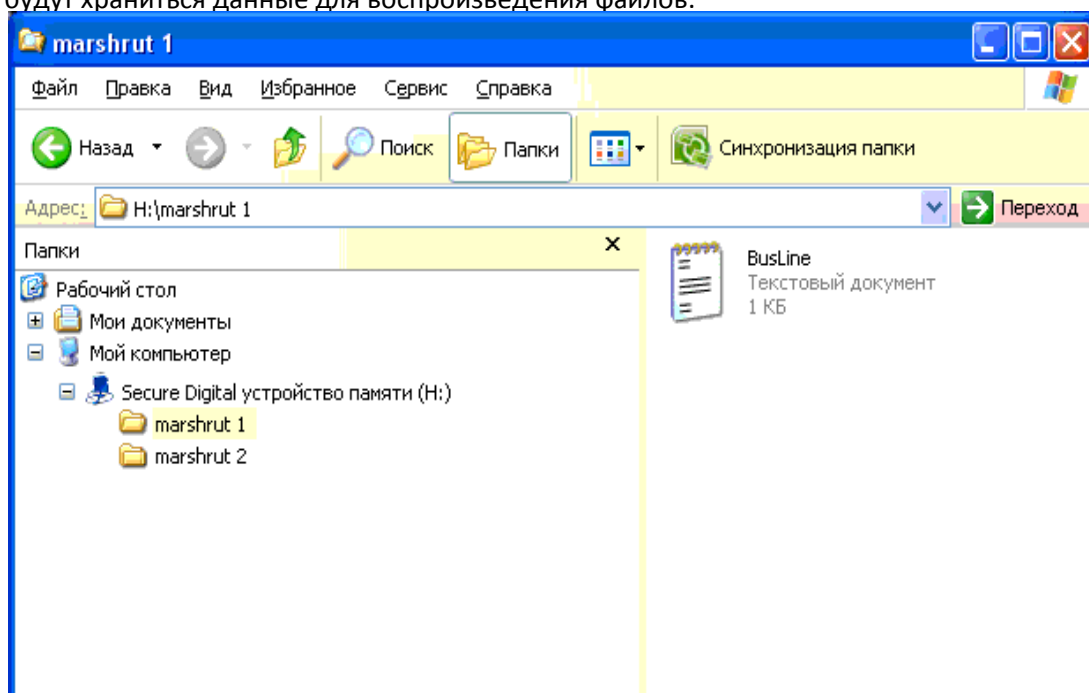 будут храниться данные для воспроизведения файлов.
marshrut 1
Файл Правка Вид Избранное Сервис Справка
Назад Поиск Папки Синхронизация папки
Адрес: H:\marshrut 1 Переход
Папки
Рабочий стол
Мои документы
Мой компьютер
Secure Digital устройство памяти (H:)
marshrut 1
marshrut 2
BusLine
Текстовый документ
1 КБ